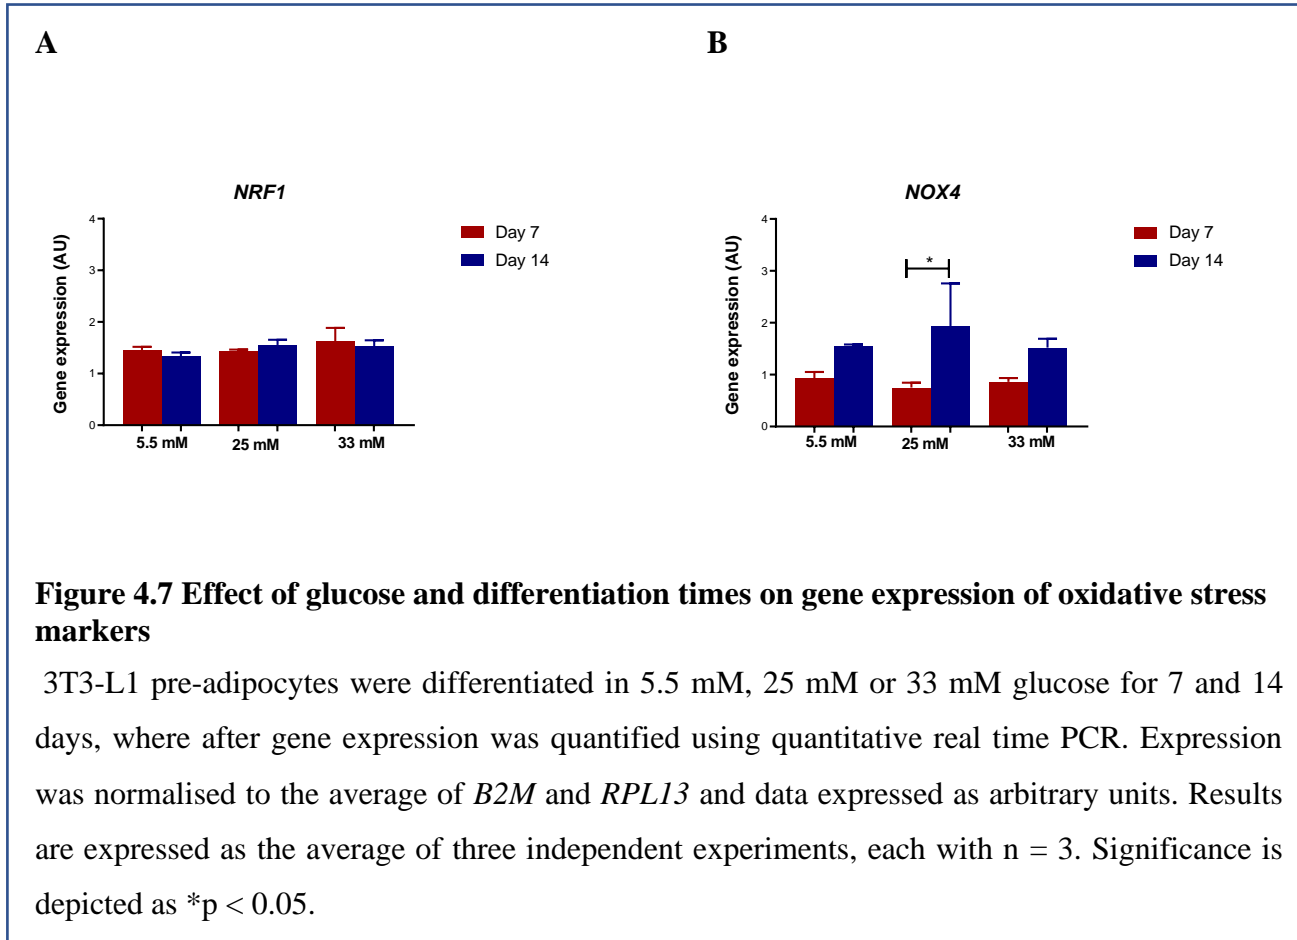 A
B
NRF1
Gene expression (AU)
4
3
2
1
0
5.5 mM
25 mM
33 mM
Day 7
Day 14
NOX4
Gene expression (AU)
4
3
2
1
0
*
5.5 mM
25 mM
33 mM
Day 7
Day 14
Figure 4.7 Effect of glucose and differentiation times on gene expression of oxidative stress
markers
3T3-L1 pre-adipocytes were differentiated in 5.5 mM, 25 mM or 33 mM glucose for 7 and 14
days, where after gene expression was quantified using quantitative real time PCR. Expression
was normalised to the average of B2M and RPL13 and data expressed as arbitrary units. Results
are expressed as the average of three independent experiments, each with n = 3. Significance is
depicted as *p < 0.05.